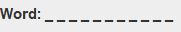 Word: _ _ _ _ _ _ _ _ _ _ _